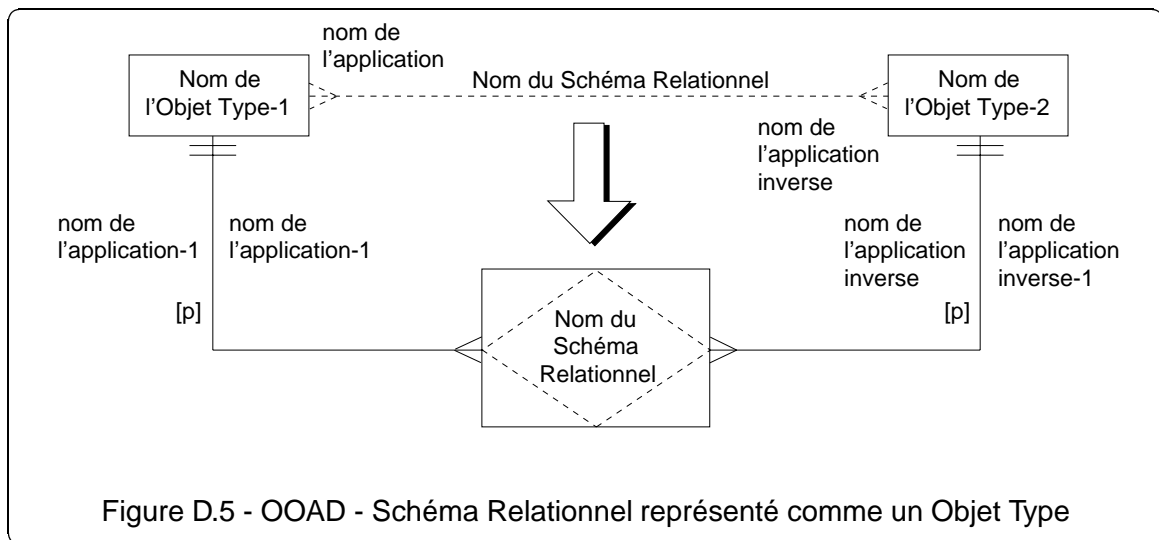 nom de
l'application
Nom de
l'Objet Type-1
Nom du Schéma Relationnel
Nom de
l'Objet Type-2
nom de
l'application
inverse
nom de
l'application-1
nom de
l'application-1
nom de
l'application
inverse
nom de
l'application
inverse-1
[p]
[p]
Nom du
Schéma
Relationnel
Figure D.5 - OOAD - Schéma Relationnel représenté comme un Objet Type